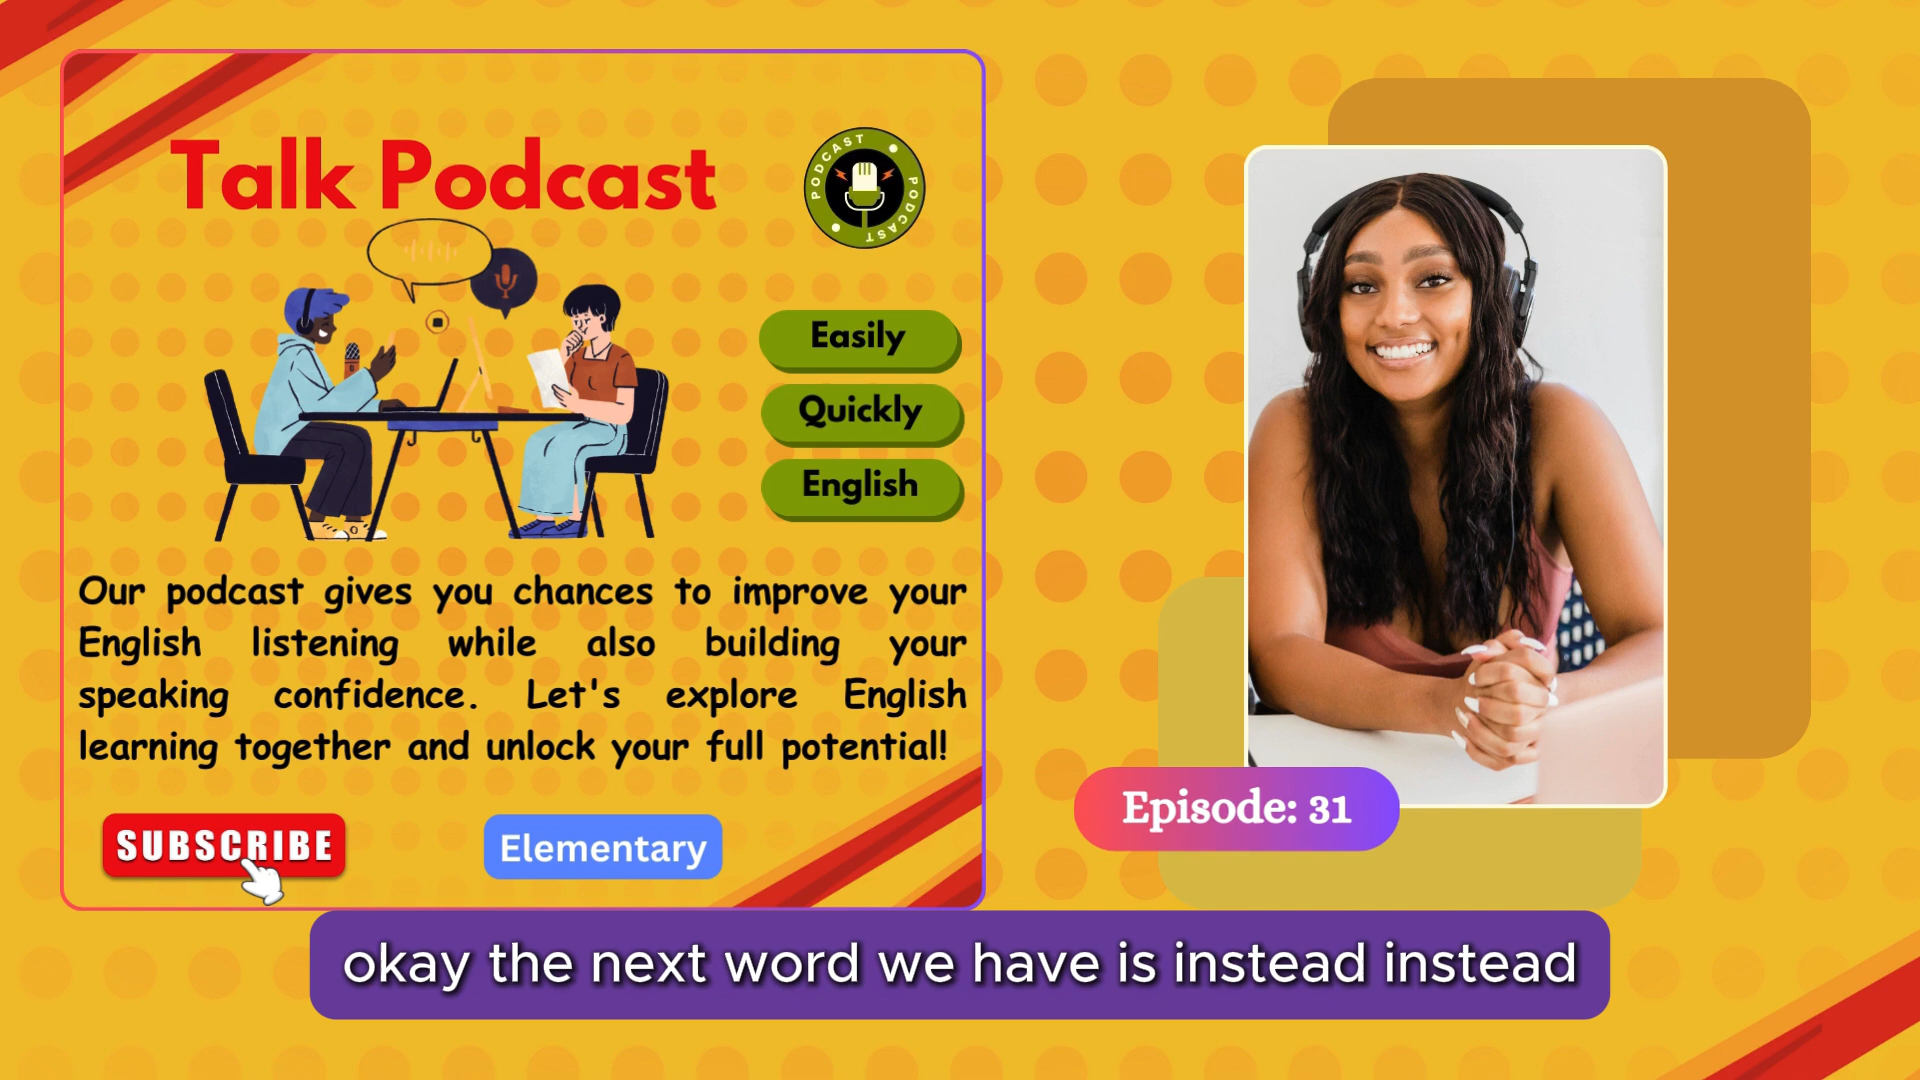 Talk Podcast
PODCAST
PODCAST
Easily
Quickly
English
Our podcast gives you chances to improve your
English listening while also building your
speaking confidence. Let's explore English
learning together and unlock your full potential!
SUBSCRIBE
Elementary
Episode: 31
okay the next word we have is instead instead